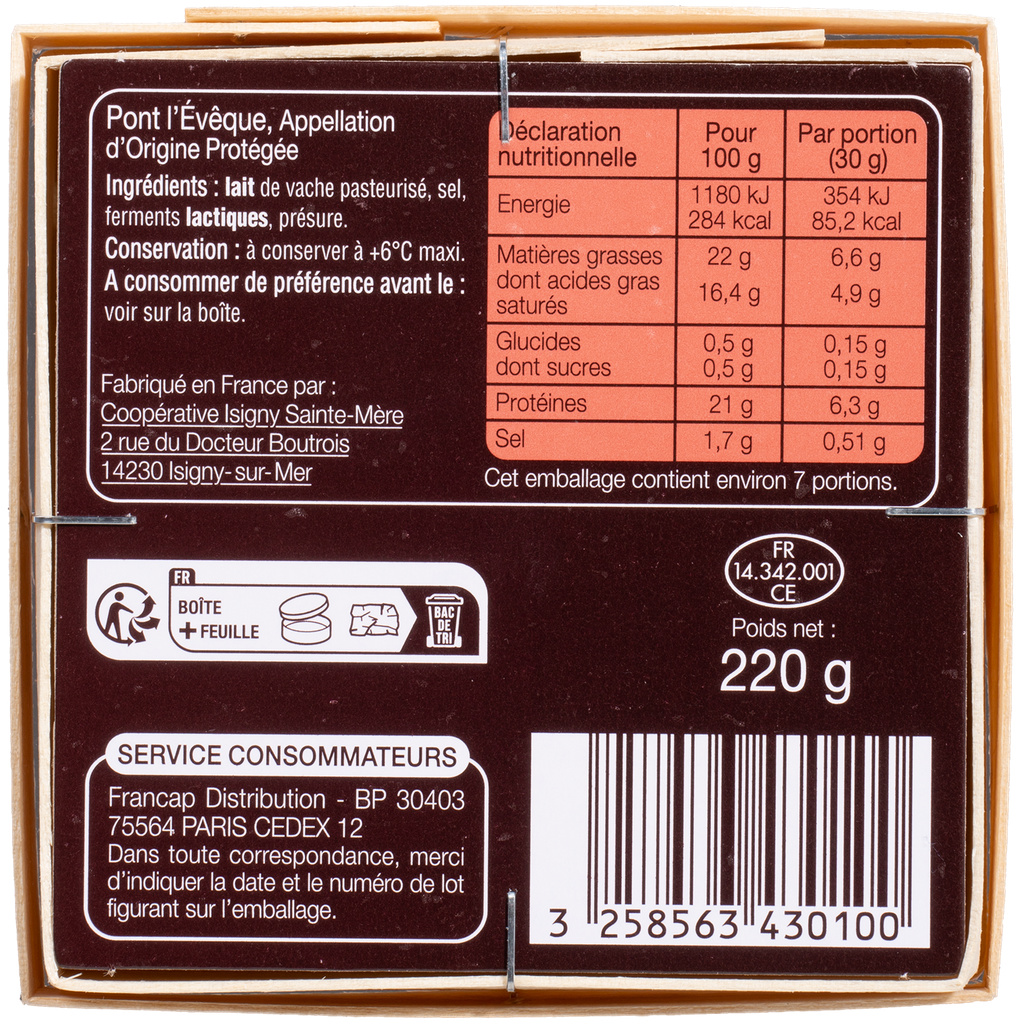 Pont l'Évêque, Appellation
d'Origine Protégée
Ingrédients : lait de vache pasteurisé, sel,
ferments lactiques, présure.
Conservation : à conserver à +6°C maxi.
A consommer de préférence avant le :
voir sur la boîte.
Fabriqué en France par :
Coopérative Isigny Sainte-Mère
2 rue du Docteur Boutrois
14230 Isigny-sur-Mer
Déclaration nutritionnelle Pour 100 g Par portion (30 g)
Energie 1180 kJ 354 kJ
284 kcal 85,2 kcal
Matières grasses 22 g 6,6 g
dont acides gras saturés 16,4 g 4,9 g
Glucides 0,5 g 0,15 g
dont sucres 0,5 g 0,15 g
Protéines 21 g 6,3 g
Sel 1,7 g 0,51 g
Cet emballage contient environ 7 portions.
FR
14.342.001
CE
Poids net :
220 g
FR
BOÎTE
+ FEUILLE
BAC
DE
TRI
SERVICE CONSOMMATEURS
Francap Distribution - BP 30403
75564 PARIS CEDEX 12
Dans toute correspondance, merci
d'indiquer la date et le numéro de lot
figurant sur l'emballage.
3 258563 430100